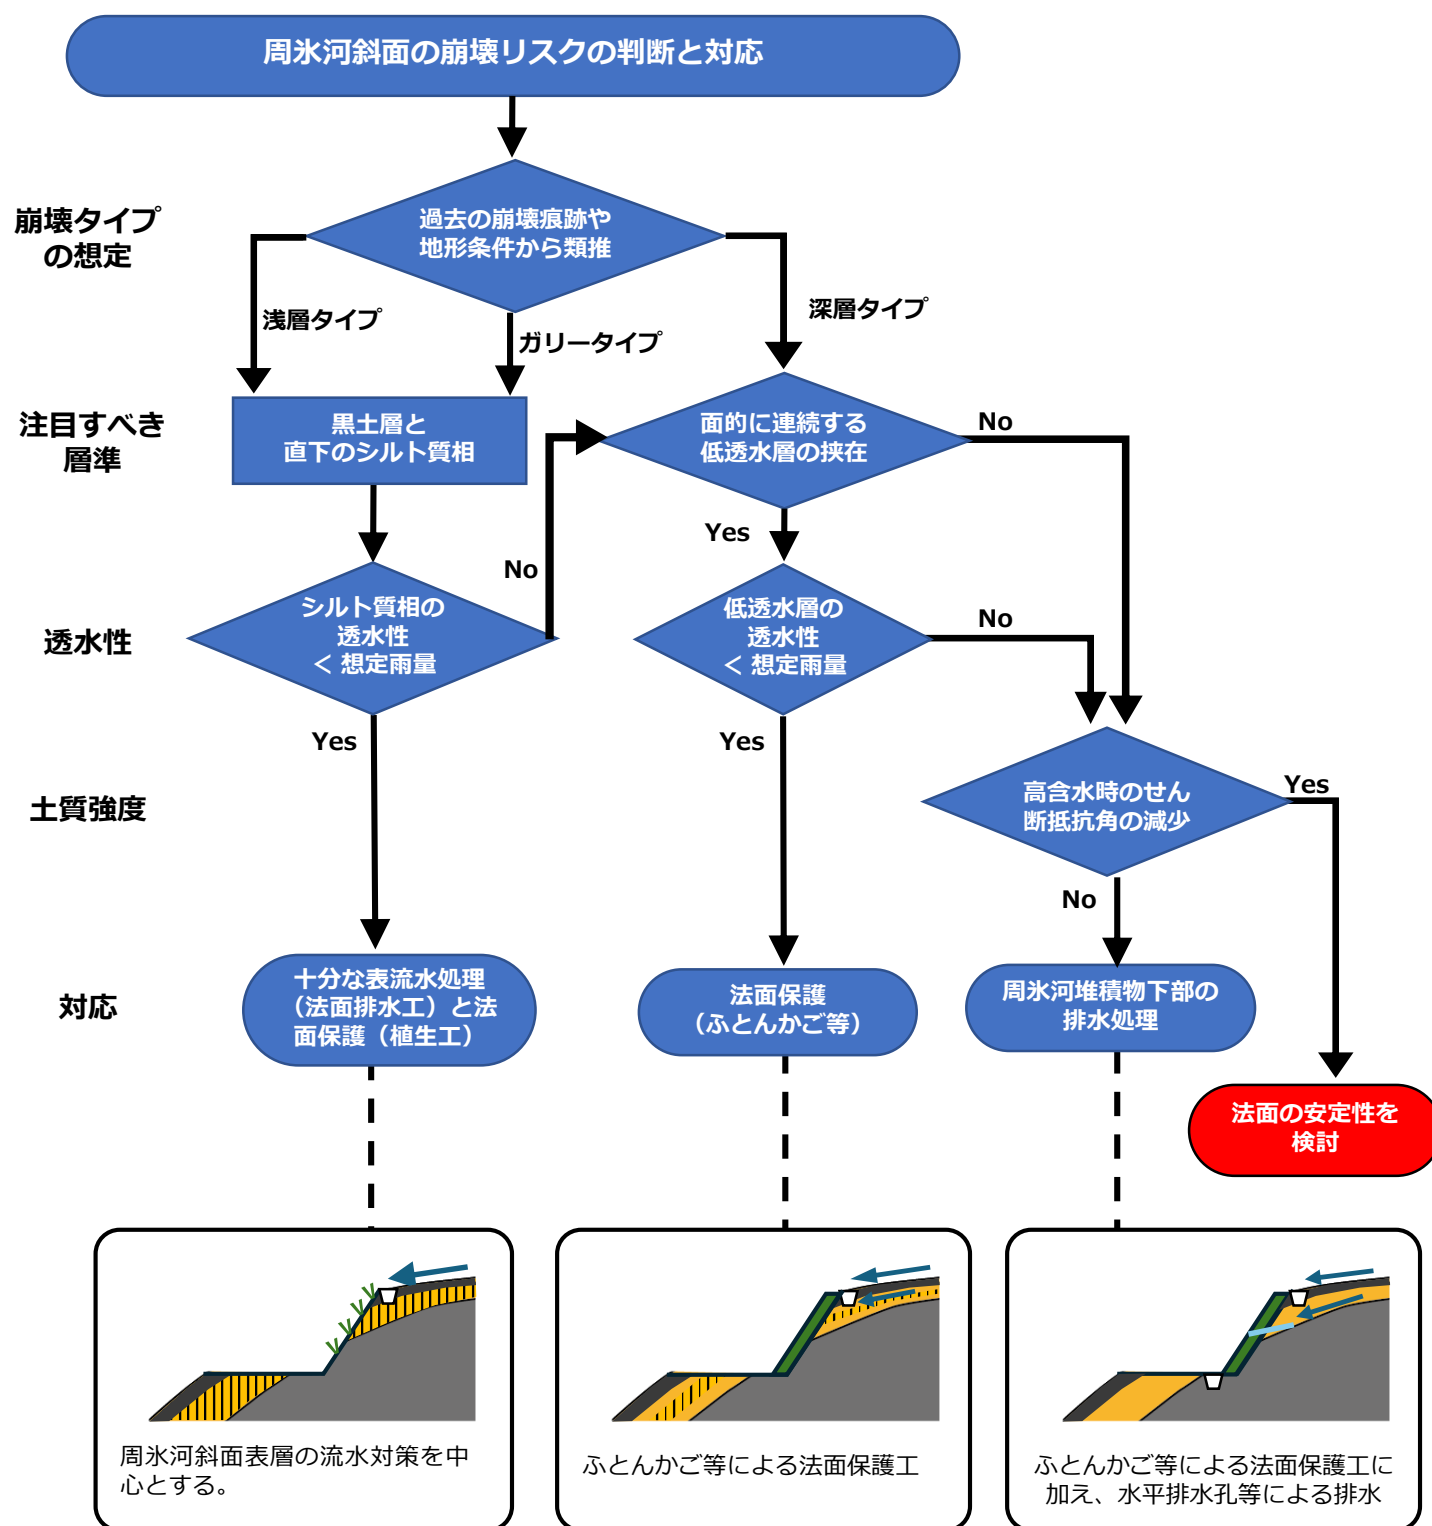 周氷河斜面の崩壊リスクの判断と対応
崩壊タイプ
の想定
過去の崩壊痕跡や
地形条件から類推
浅層タイプ
ガリータイプ
深層タイプ
注目すべき
層準
黒土層と
直下のシルト質相
面的に連続する
低透水層の挟在
No
Yes
No
透水性
シルト質相の
透水性
< 想定雨量
低透水層の
透水性
< 想定雨量
No
Yes
Yes
土質強度
高含水時のせん
断抵抗角の減少
Yes
No
対応
十分な表流水処理
（法面排水工）と法
面保護（植生工）
法面保護
（ふとんかご等）
周氷河堆積物下部の
排水処理
法面の安定性を
検討
周氷河斜面表層の流水対策を中
心とする。
ふとんかご等による法面保護工
ふとんかご等による法面保護工に
加え、水平排水孔等による排水